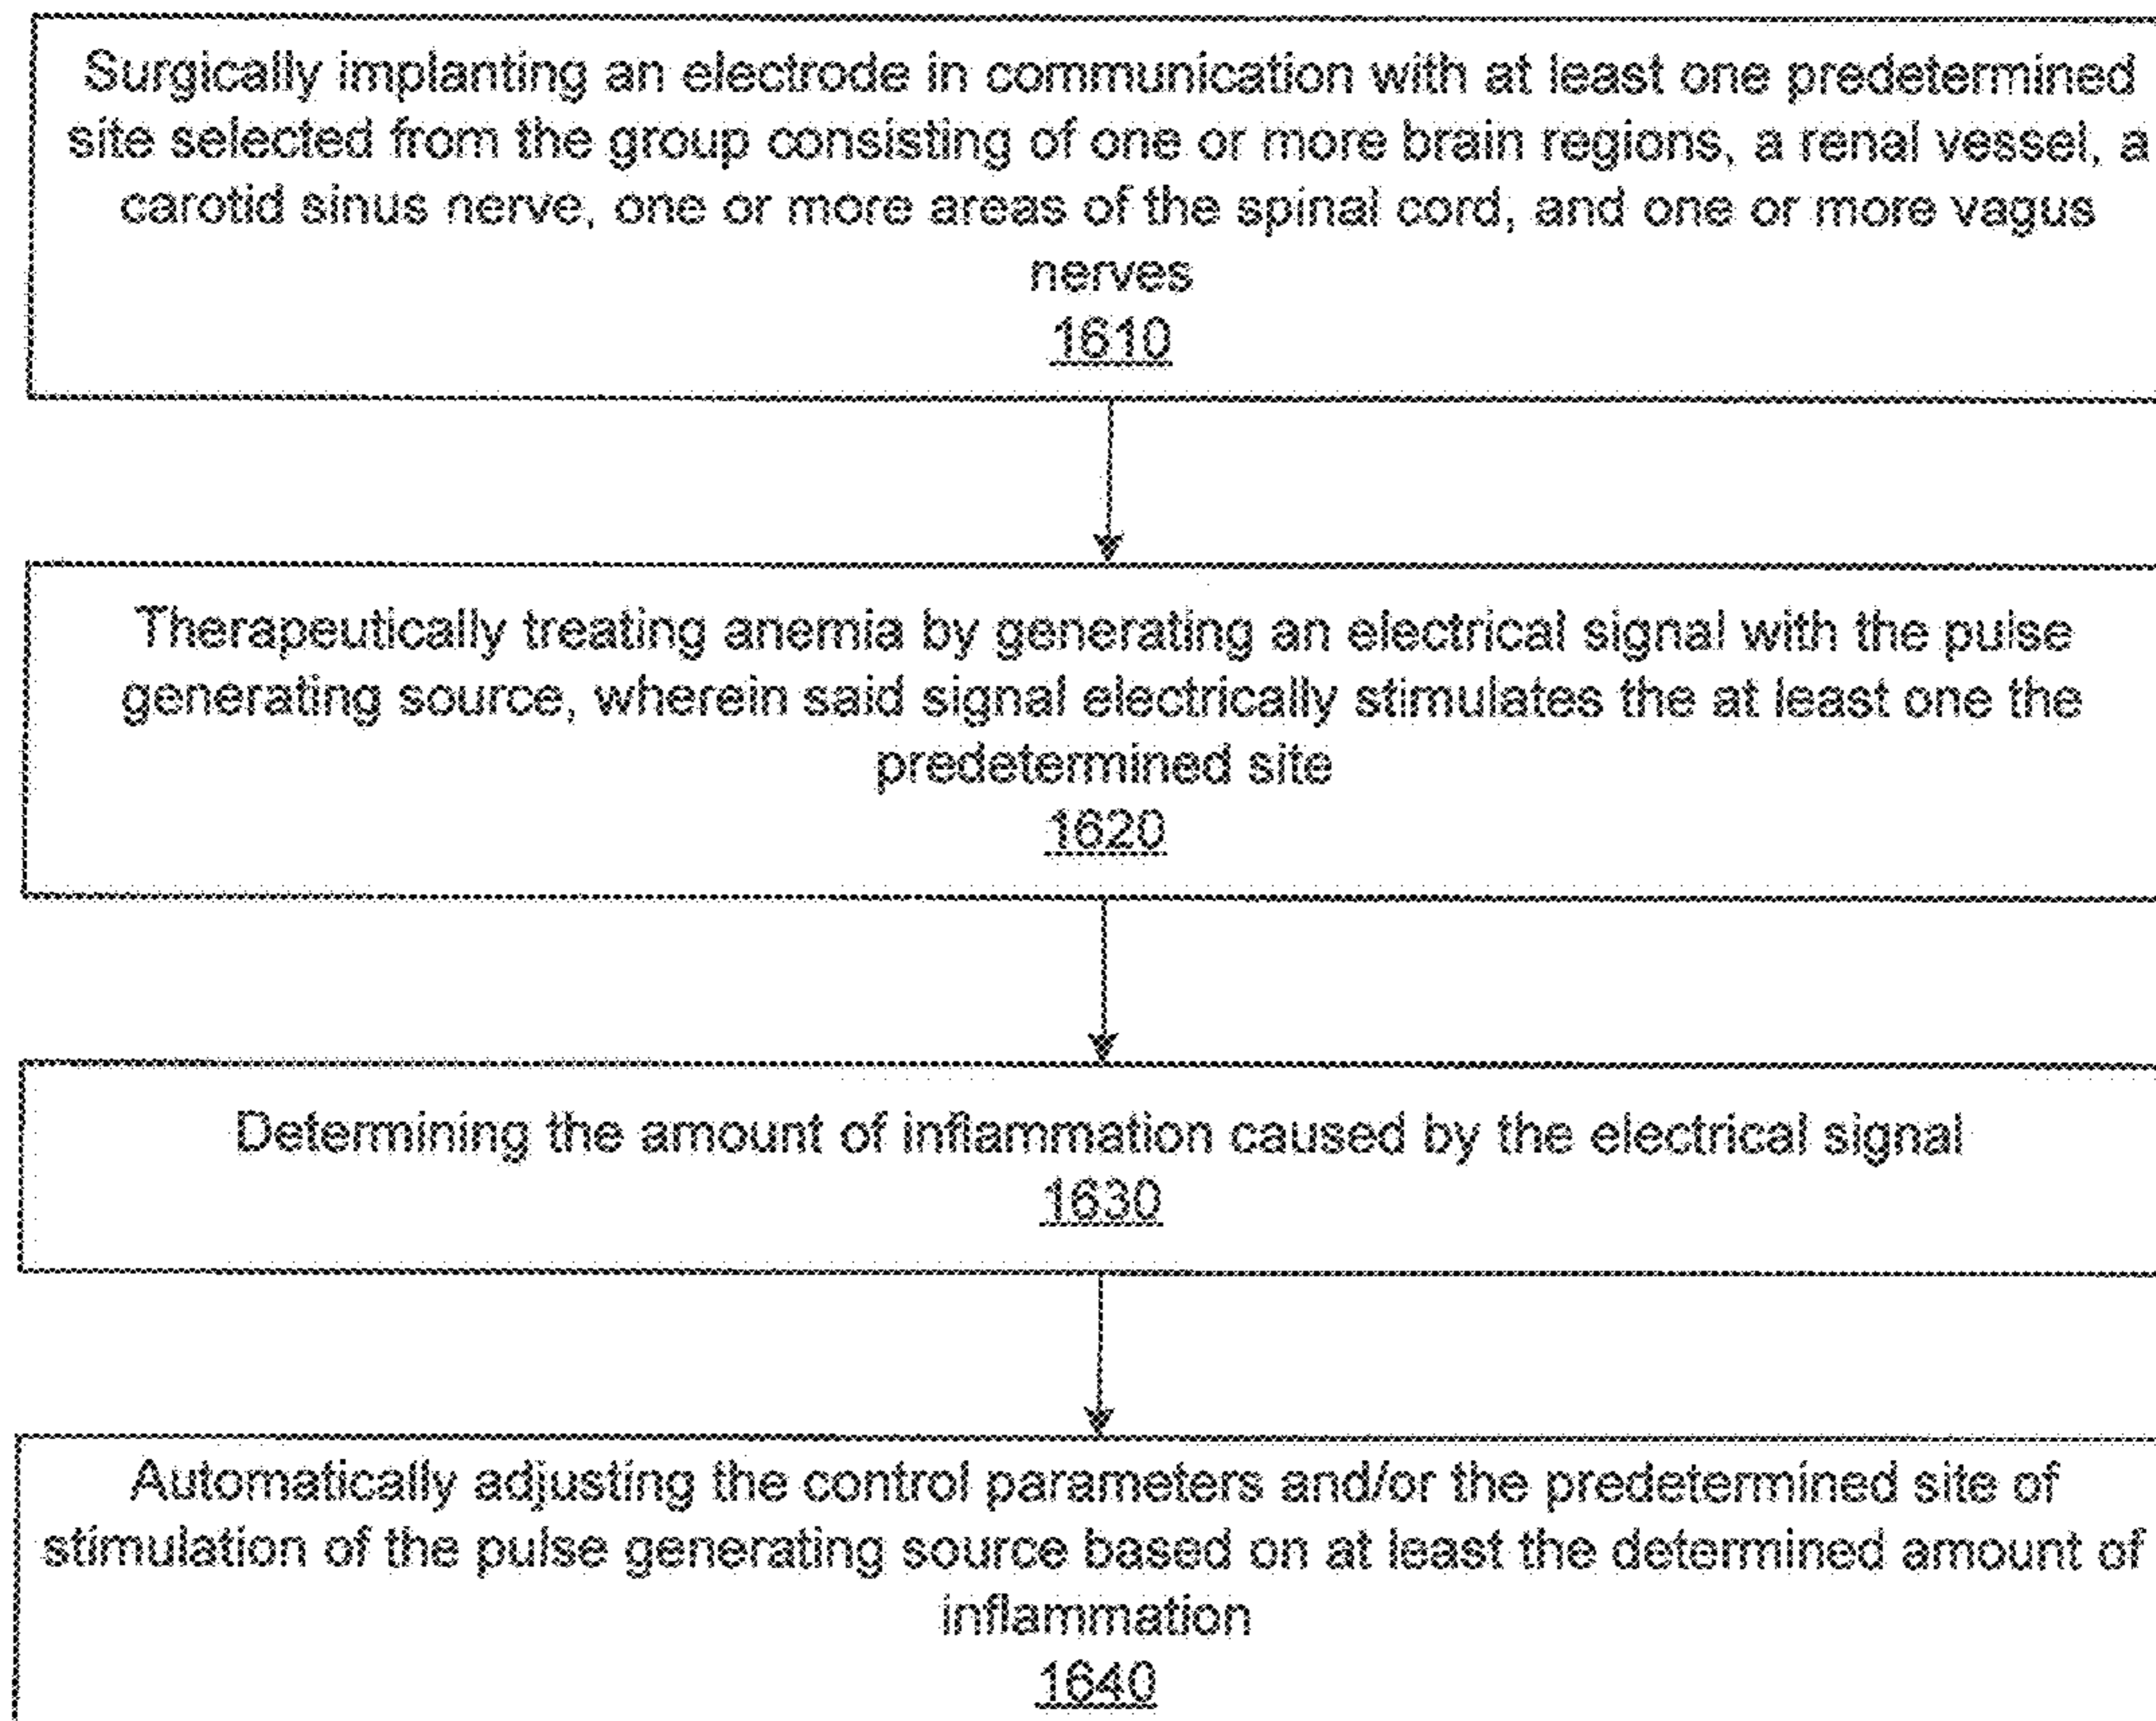 Surgically implanting an electrode in communication with at least one predetermined
site selected from the group consisting of one or more brain regions, a renal vessel, a
carotid sinus nerve, one or more areas of the spinal cord, and one or more vagus
nerves
1610
Therapeutically treating anemia by generating an electrical signal with the pulse
generating source, wherein said signal electrically stimulates the at least one the
predetermined site
1620
Determining the amount of inflammation caused by the electrical signal
1630
Automatically adjusting the control parameters and/or the predetermined site of
stimulation of the pulse generating source based on at least the determined amount of
inflammation
1640